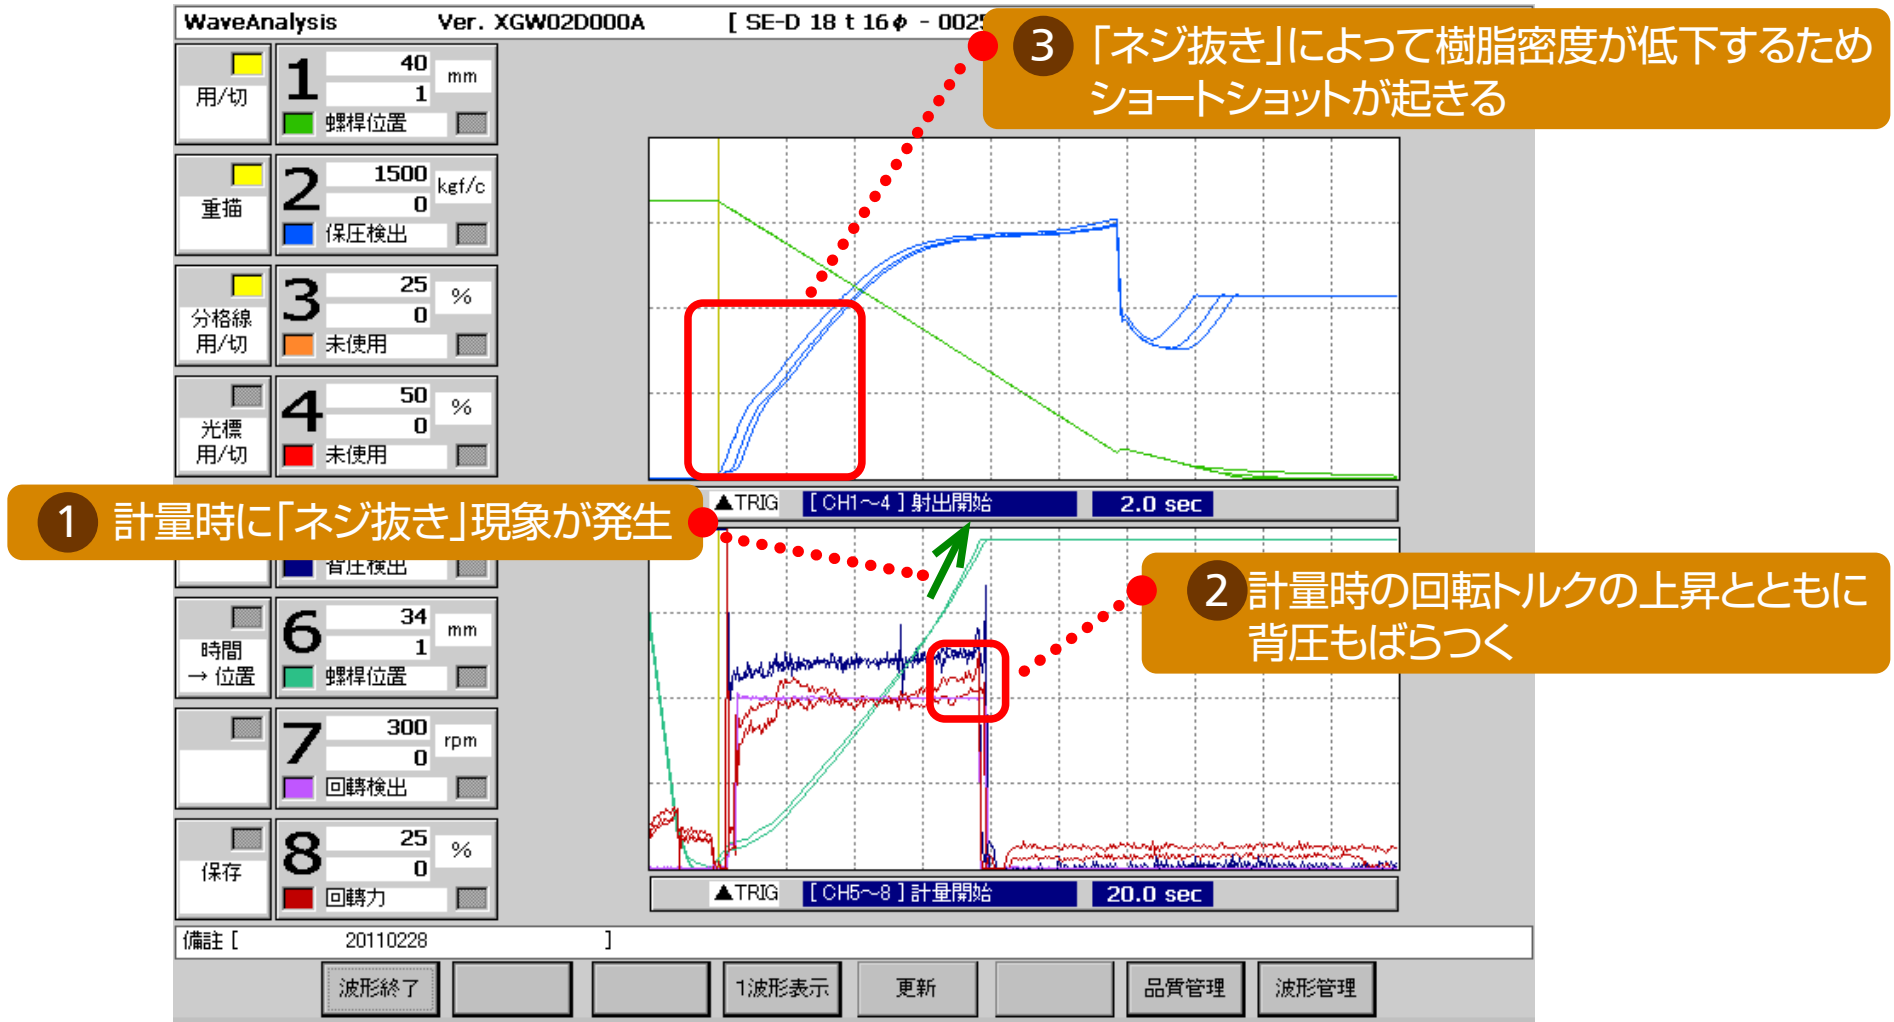 WaveAnalysis Ver. XGW02D000A [ SE-D 18 t 16φ - 002
3 「ネジ抜き」によって樹脂密度が低下するため
ショートショットが起きる
用/切
1 40 mm
1
螺桿位置
重描
2 1500 kgf/c
0
保圧検出
分格線
用/切
3 25 %
0
未使用
光標
用/切
4 50 %
0
未使用
▲TRIG [ CH1～4 ] 射出開始 2.0 sec
1 計量時に「ネジ抜き」現象が発生
背圧検出
2 計量時の回転トルクの上昇とともに
背圧もばらつく
時間
→ 位置
6 34 mm
1
螺桿位置
7 300 rpm
0
回轉検出
保存
8 25 %
0
回轉力
▲TRIG [ CH5～8 ] 計量開始 20.0 sec
備註 [ 20110228 ]
波形終了 1波形表示 更新 品質管理 波形管理